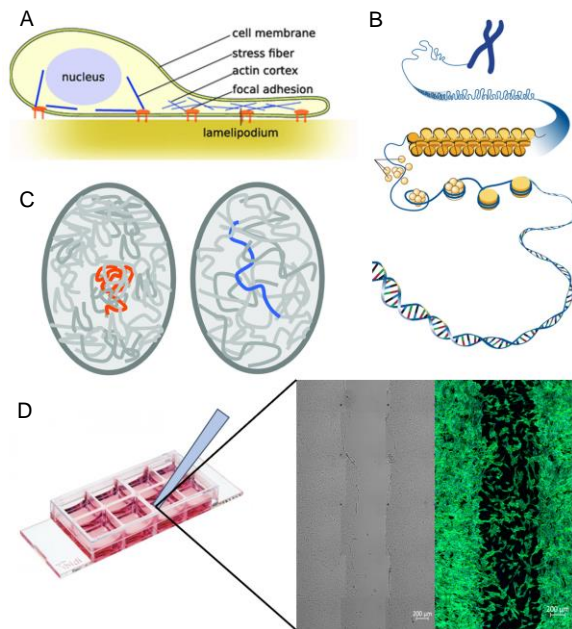 A
cell membrane
stress fiber
nucleus
actin cortex
focal adhesion
lamelipodium
B
C
D
200 µm
200 µm